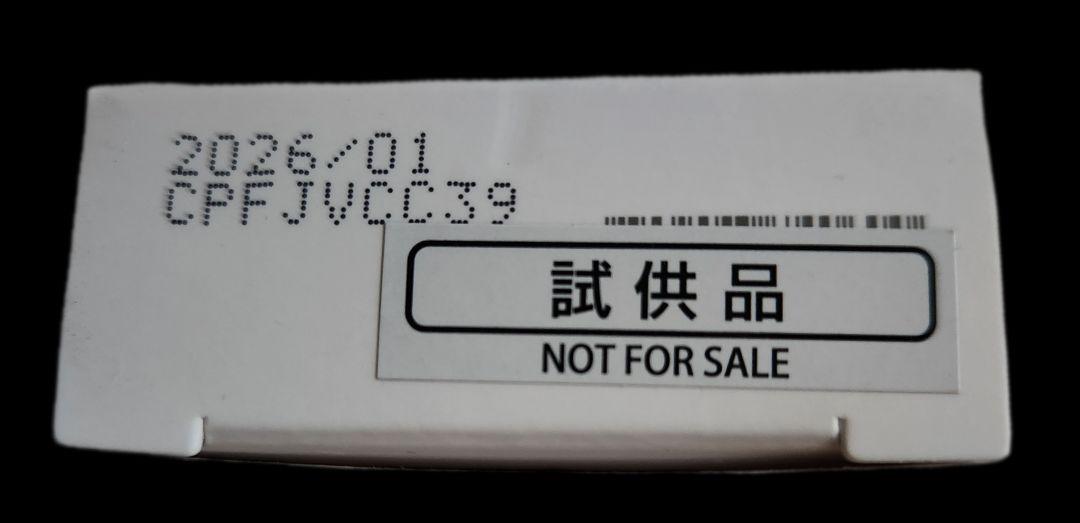 2026/01
CPFJVCC39
試供品
NOT FOR SALE